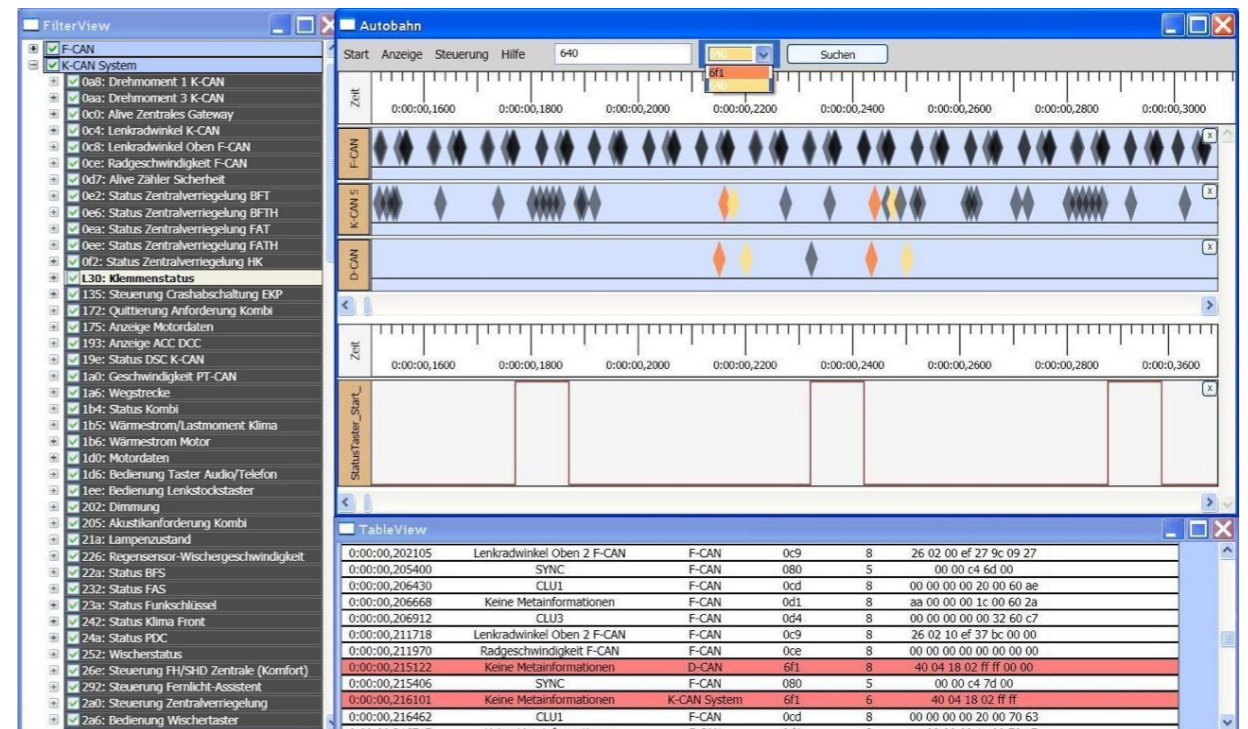 FilterView
F-CAN
K-CAN System
0a8: Drehmoment 1 K-CAN
0aa: Drehmoment 3 K-CAN
0c0: Alive Zentrales Gateway
0c4: Lenkradwinkel K-CAN
0c8: Lenkradwinkel Oben F-CAN
0ce: Radgeschwindigkeit F-CAN
0d7: Alive Zähler Sicherheit
0e2: Status Zentralverriegelung BFT
0e6: Status Zentralverriegelung BFTH
0ea: Status Zentralverriegelung FAT
0ee: Status Zentralverriegelung FATH
0f2: Status Zentralverriegelung HK
L30: Klemmenstatus
135: Steuerung Crashabschaltung EKP
172: Quittierung Anforderung Kombi
175: Anzeige Motordaten
193: Anzeige ACC DCC
19e: Status DSC K-CAN
1a0: Geschwindigkeit PT-CAN
1a6: Wegstrecke
1b4: Status Kombi
1b5: Wärmestrom/Lastmoment Klima
1b6: Wärmestrom Motor
1d0: Motordaten
1d6: Bedienung Taster Audio/Telefon
1ee: Bedienung Lenkstockstaster
202: Dimmung
205: Akustikanforderung Kombi
21a: Lampenzustand
226: Regensensor-Wischergeschwindigkeit
22a: Status BFS
232: Status FAS
23a: Status Funkschlüssel
242: Status Klima Front
24a: Status PDC
252: Wischerstatus
26e: Steuerung FH/SHD Zentrale (Komfort)
292: Steuerung Fernlicht-Assistent
2a0: Steuerung Zentralverriegelung
2a6: Bedienung Wischertaster
Autobahn
Start Anzeige Steuerung Hilfe 640 640 Suchen
6f1
640
Zeit
0:00:00,1600 0:00:00,1800 0:00:00,2000 0:00:00,2200 0:00:00,2400 0:00:00,2600 0:00:00,2800 0:00:00,3000
F-CAN
x
K-CAN S
x
D-CAN
x
Zeit
0:00:00,1600 0:00:00,1800 0:00:00,2000 0:00:00,2200 0:00:00,2400 0:00:00,2600 0:00:00,2800 0:00:0,3600
StatusTaster_Start_
x
TableView
0:00:00,202105 Lenkradwinkel Oben 2 F-CAN F-CAN 0c9 8 26 02 00 ef 27 9c 09 27
0:00:00,205400 SYNC F-CAN 080 5 00 00 c4 6d 00
0:00:00,206430 CLU1 F-CAN 0cd 8 00 00 00 00 20 00 60 ae
0:00:00,206668 Keine Metainformationen F-CAN 0d1 8 aa 00 00 00 1c 00 60 2a
0:00:00,206912 CLU3 F-CAN 0d4 8 00 00 00 00 00 32 60 c7
0:00:00,211718 Lenkradwinkel Oben 2 F-CAN F-CAN 0c9 8 26 02 10 ef 37 bc 00 00
0:00:00,211970 Radgeschwindigkeit F-CAN F-CAN 0ce 8 00 00 00 00 00 00 00 00
0:00:00,215122 Keine Metainformationen D-CAN 6f1 8 40 04 18 02 ff ff 00 00
0:00:00,215406 SYNC F-CAN 080 5 00 00 c4 7d 00
0:00:00,216101 Keine Metainformationen K-CAN System 6f1 6 40 04 18 02 ff ff
0:00:00,216462 CLU1 F-CAN 0cd 8 00 00 00 00 20 00 70 63